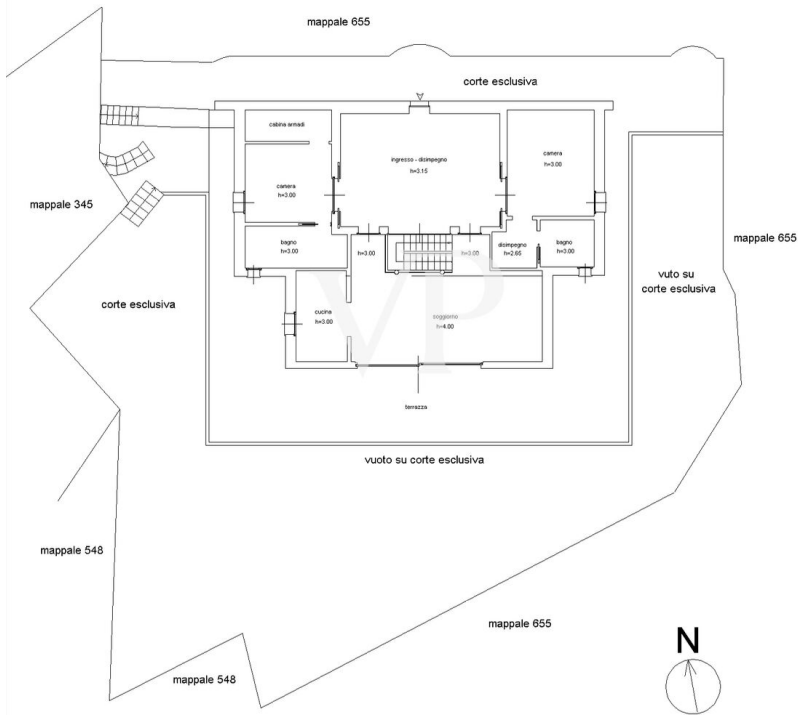 mappale 655
corte esclusiva
cabina armadi
ingresso - disimpegno
h=3.15
camera
h=3.00
camera
h=3.00
mappale 345
mappale 655
bagno
h=3.00
h=3.00
h=3.00
disimpegno
h=2.65
bagno
h=3.00
vuto su
corte esclusiva
corte esclusiva
cucina
h=3.00
soggiorno
h=4.00
VP
terrazza
vuoto su corte esclusiva
mappale 548
mappale 655
N
mappale 548